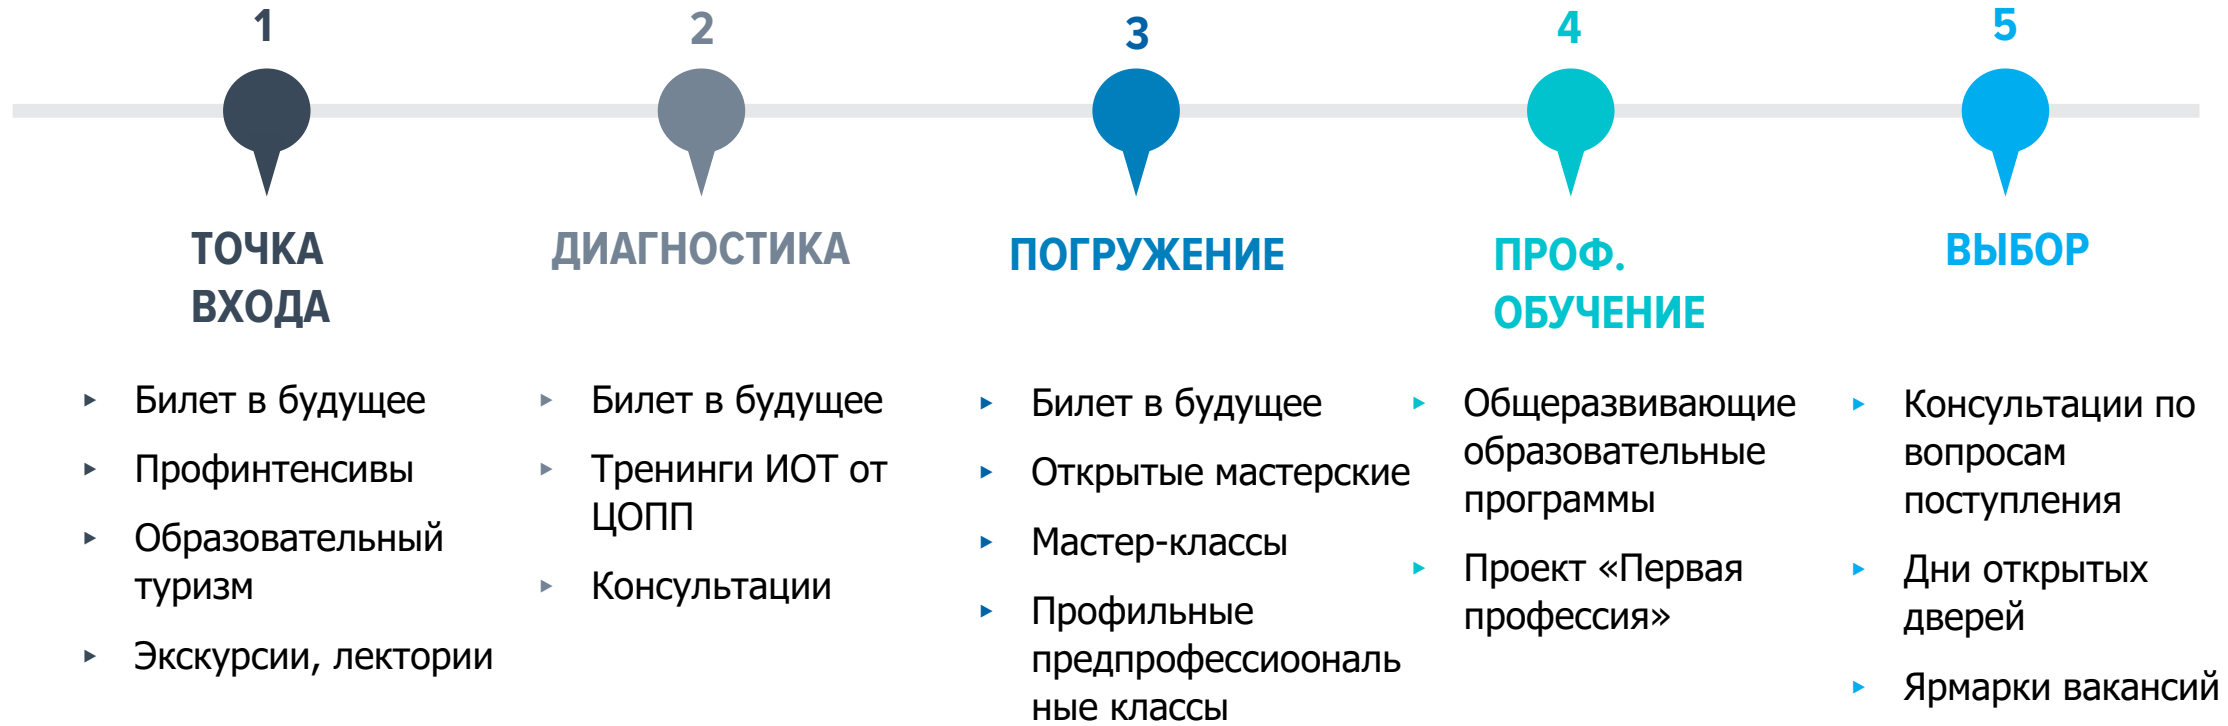 1
ТОЧКА
ВХОДА
Билет в будущее
Профинтенсивы
Образовательный
туризм
Экскурсии, лектории
2
ДИАГНОСТИКА
Билет в будущее
Тренинги ИОТ от
ЦОПП
Консультации
3
ПОГРУЖЕНИЕ
Билет в будущее
Открытые мастерские
Мастер-классы
Профильные
предпрофессиоональ
ные классы
4
ПРОФ.
ОБУЧЕНИЕ
Общеразвивающие
образовательные
программы
Проект «Первая
профессия»
5
ВЫБОР
Консультации по
вопросам
поступления
Дни открытых
дверей
Ярмарки вакансий